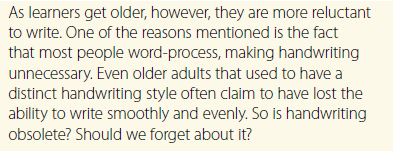 As learners get older, however, they are more reluctant
to write. One of the reasons mentioned is the fact
that most people word-process, making handwriting
unnecessary. Even older adults that used to have a
distinct handwriting style often claim to have lost the
ability to write smoothly and evenly. So is handwriting
obsolete? Should we forget about it?